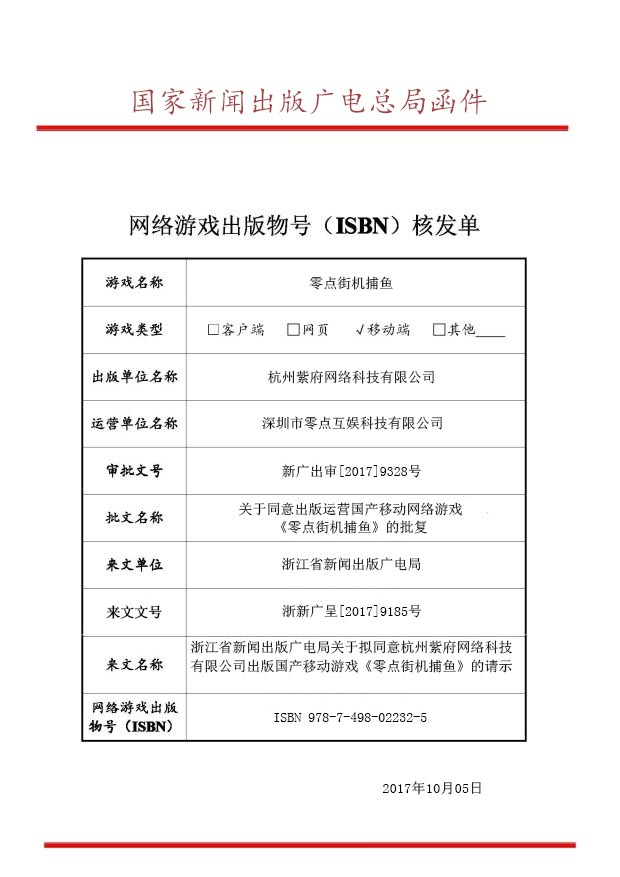 国家新闻出版广电总局函件
网络游戏出版物号（ISBN）核发单
游戏名称 零点街机捕鱼
游戏类型 □客户端 □网页 √移动端 □其他____
出版单位名称 杭州紫府网络科技有限公司
运营单位名称 深圳市零点互娱科技有限公司
审批文号 新广出审[2017]9328号
批文名称 关于同意出版运营国产移动网络游戏
《零点街机捕鱼》的批复
来文单位 浙江省新闻出版广电局
来文文号 浙新广呈[2017]9185号
来文名称 浙江省新闻出版广电局关于拟同意杭州紫府网络科技
有限公司出版国产移动游戏《零点街机捕鱼》的请示
网络游戏出版
物号（ISBN） ISBN 978-7-498-02232-5
2017年10月05日